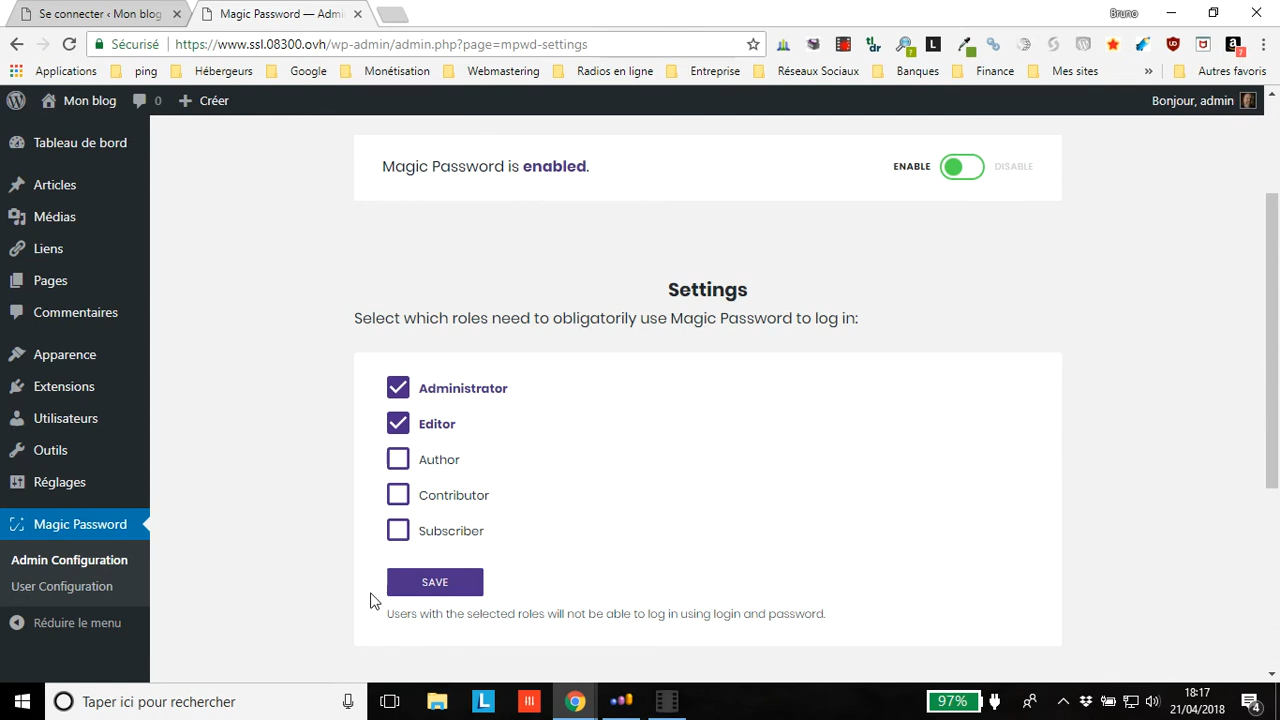 Se connecter ‹ Mon blog
Magic Password — Admi
Bruno
Sécurisé
https://www.ssl.08300.ovh/wp-admin/admin.php?page=mpwd-settings
tl;
dr
?
L
7
Applications
ping
Hébergeurs
Google
Monétisation
Webmastering
Radios en ligne
Entreprise
Réseaux Sociaux
Banques
Finance
Mes sites
»
Autres favoris
Mon blog
0
Créer
Bonjour, admin
Tableau de bord
Articles
Médias
Liens
Pages
Commentaires
Apparence
Extensions
Utilisateurs
Outils
Réglages
Magic Password
Admin Configuration
User Configuration
Réduire le menu
Magic Password is enabled.
ENABLE
DISABLE
Settings
Select which roles need to obligatorily use Magic Password to log in:
Administrator
Editor
Author
Contributor
Subscriber
SAVE
Users with the selected roles will not be able to log in using login and password.
Taper ici pour rechercher
L
97%
18:17
21/04/2018
4